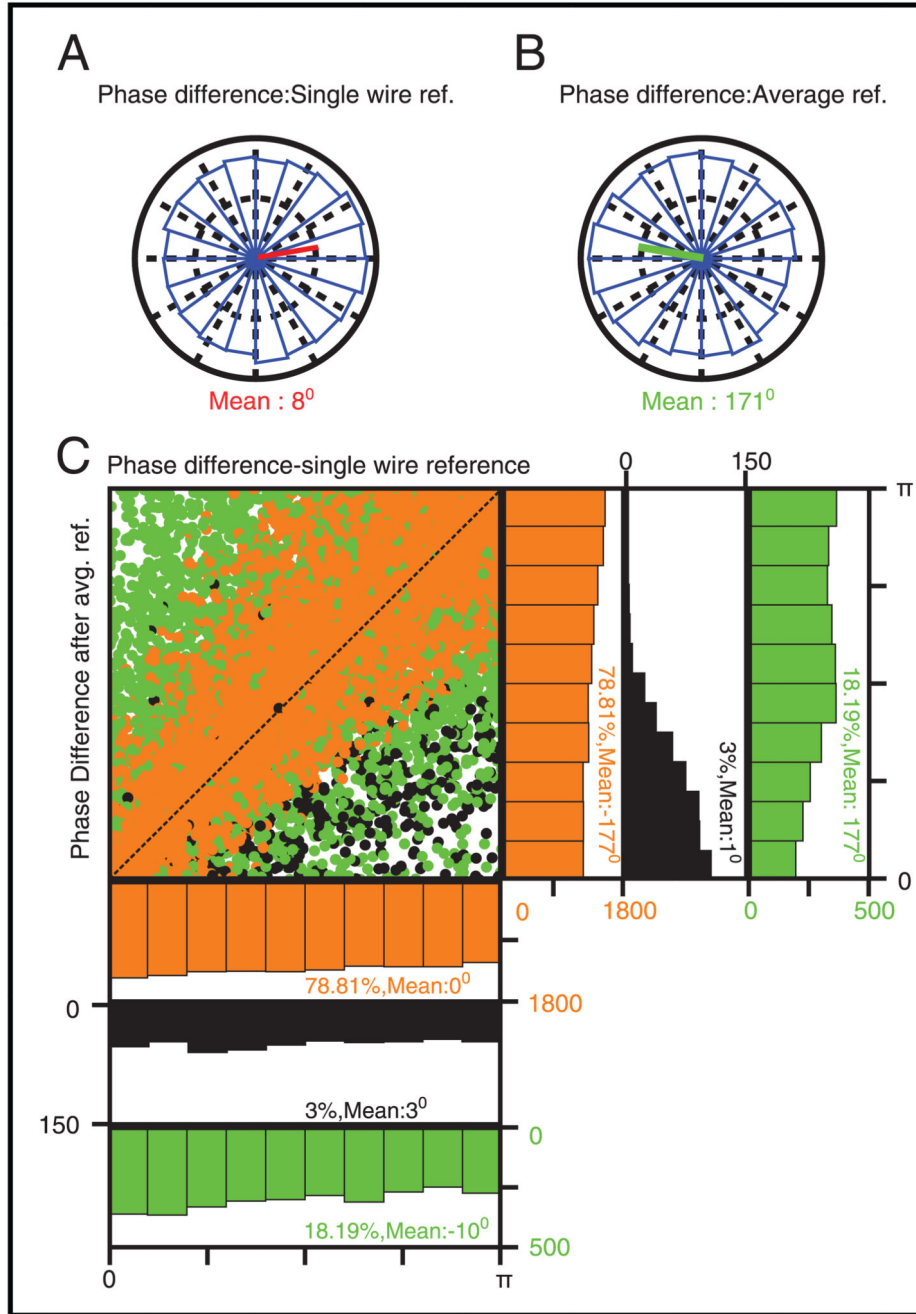 A
B
Phase difference:Single wire ref.
Phase difference:Average ref.
Mean : 8⁰
Mean : 171⁰
C
Phase difference-single wire reference
0
150
π
Phase Difference after avg. ref.
78.81%,Mean:-177⁰
3%,Mean:1⁰
18.19%,Mean: 177⁰
0
0
1800
0
500
78.81%,Mean:0⁰
0
1800
3%,Mean:3⁰
150
0
18.19%,Mean:-10⁰
500
0
π